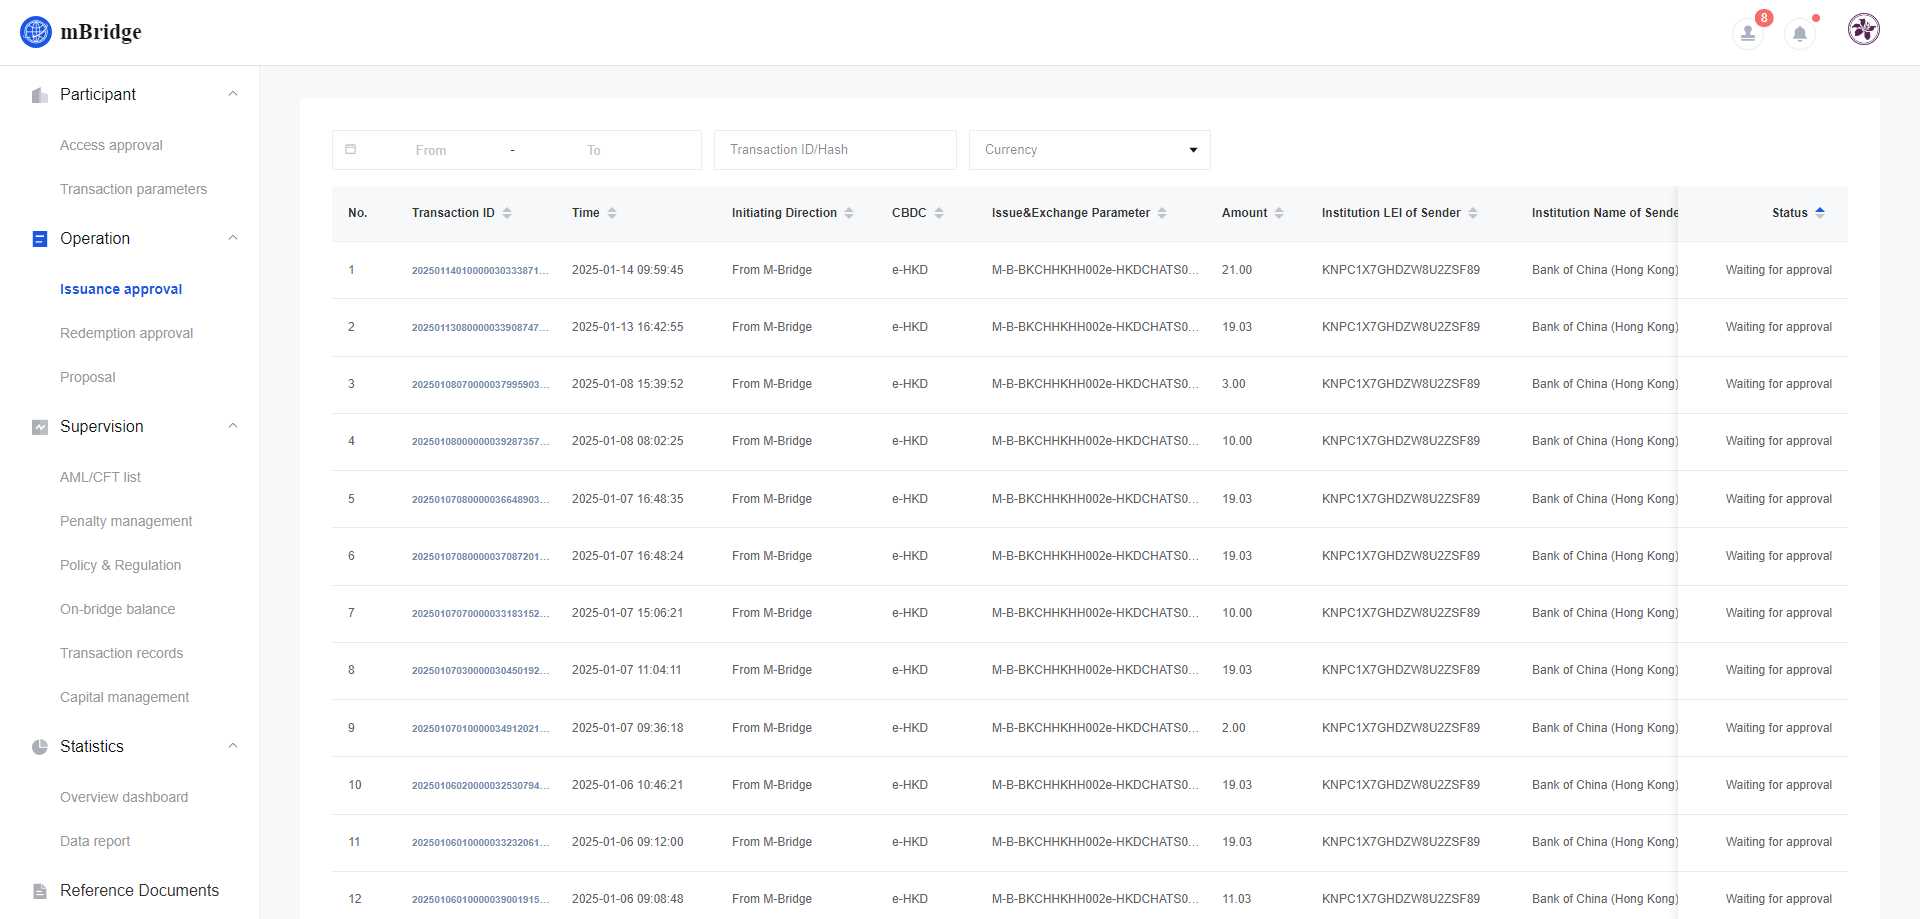 mBridge
8
Participant
Access approval
Transaction parameters
Operation
Issuance approval
Redemption approval
Proposal
Supervision
AML/CFT list
Penalty management
Policy & Regulation
On-bridge balance
Transaction records
Capital management
Statistics
Overview dashboard
Data report
Reference Documents
From - To Transaction ID/Hash Currency
No. Transaction ID Time Initiating Direction CBDC Issue&Exchange Parameter Amount Institution LEI of Sender Institution Name of Sende Status
1 20250114010000030333871... 2025-01-14 09:59:45 From M-Bridge e-HKD M-B-BKCHHKHH002e-HKDCHATS0... 21.00 KNPC1X7GHDZW8U2ZSF89 Bank of China (Hong Kong) Waiting for approval
2 20250113080000033908747... 2025-01-13 16:42:55 From M-Bridge e-HKD M-B-BKCHHKHH002e-HKDCHATS0... 19.03 KNPC1X7GHDZW8U2ZSF89 Bank of China (Hong Kong) Waiting for approval
3 20250108070000037995903... 2025-01-08 15:39:52 From M-Bridge e-HKD M-B-BKCHHKHH002e-HKDCHATS0... 3.00 KNPC1X7GHDZW8U2ZSF89 Bank of China (Hong Kong) Waiting for approval
4 20250108000000039287357... 2025-01-08 08:02:25 From M-Bridge e-HKD M-B-BKCHHKHH002e-HKDCHATS0... 10.00 KNPC1X7GHDZW8U2ZSF89 Bank of China (Hong Kong) Waiting for approval
5 20250107080000036648903... 2025-01-07 16:48:35 From M-Bridge e-HKD M-B-BKCHHKHH002e-HKDCHATS0... 19.03 KNPC1X7GHDZW8U2ZSF89 Bank of China (Hong Kong) Waiting for approval
6 20250107080000037087201... 2025-01-07 16:48:24 From M-Bridge e-HKD M-B-BKCHHKHH002e-HKDCHATS0... 19.03 KNPC1X7GHDZW8U2ZSF89 Bank of China (Hong Kong) Waiting for approval
7 20250107070000033183152... 2025-01-07 15:06:21 From M-Bridge e-HKD M-B-BKCHHKHH002e-HKDCHATS0... 10.00 KNPC1X7GHDZW8U2ZSF89 Bank of China (Hong Kong) Waiting for approval
8 20250107030000030450192... 2025-01-07 11:04:11 From M-Bridge e-HKD M-B-BKCHHKHH002e-HKDCHATS0... 19.03 KNPC1X7GHDZW8U2ZSF89 Bank of China (Hong Kong) Waiting for approval
9 20250107010000034912021... 2025-01-07 09:36:18 From M-Bridge e-HKD M-B-BKCHHKHH002e-HKDCHATS0... 2.00 KNPC1X7GHDZW8U2ZSF89 Bank of China (Hong Kong) Waiting for approval
10 20250106020000032530794... 2025-01-06 10:46:21 From M-Bridge e-HKD M-B-BKCHHKHH002e-HKDCHATS0... 19.03 KNPC1X7GHDZW8U2ZSF89 Bank of China (Hong Kong) Waiting for approval
11 20250106010000033232061... 2025-01-06 09:12:00 From M-Bridge e-HKD M-B-BKCHHKHH002e-HKDCHATS0... 19.03 KNPC1X7GHDZW8U2ZSF89 Bank of China (Hong Kong) Waiting for approval
12 20250106010000039001915... 2025-01-06 09:08:48 From M-Bridge e-HKD M-B-BKCHHKHH002e-HKDCHATS0... 11.03 KNPC1X7GHDZW8U2ZSF89 Bank of China (Hong Kong) Waiting for approval